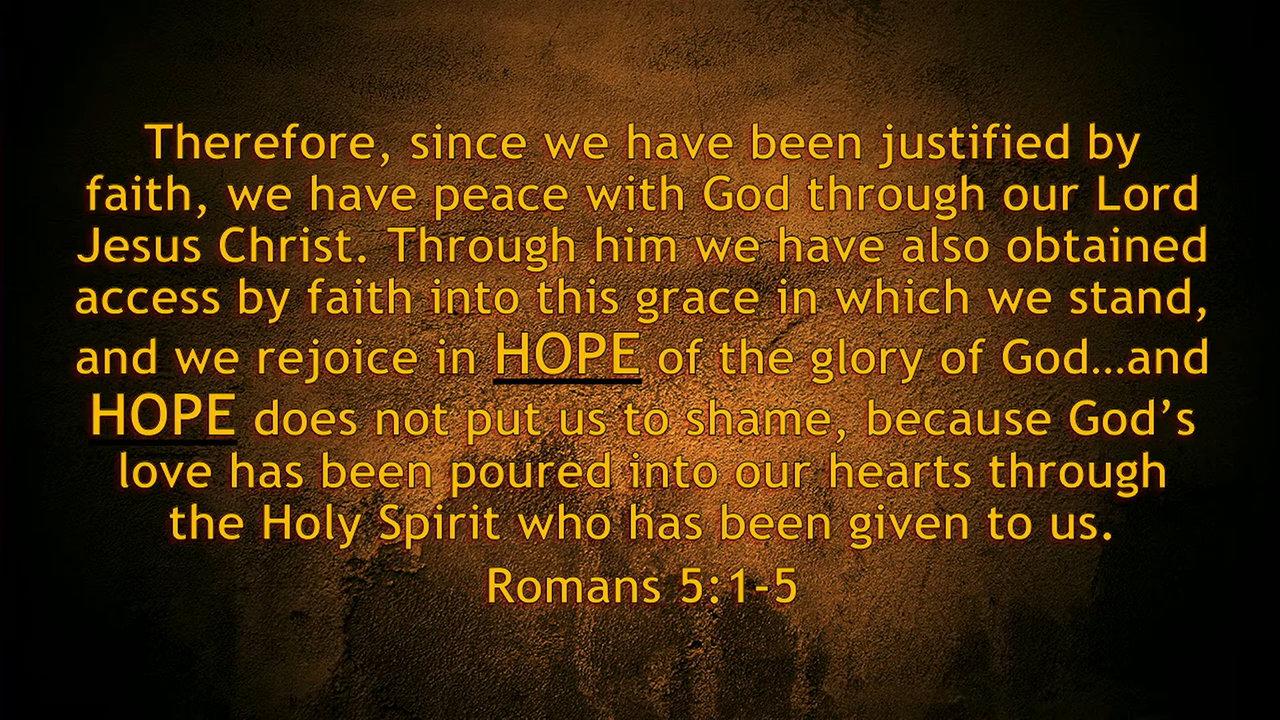 Therefore, since we have been justified by
faith, we have peace with God through our Lord
Jesus Christ. Through him we have also obtained
access by faith into this grace in which we stand,
and we rejoice in HOPE of the glory of God…and
HOPE does not put us to shame, because God’s
love has been poured into our hearts through
the Holy Spirit who has been given to us.
Romans 5:1-5